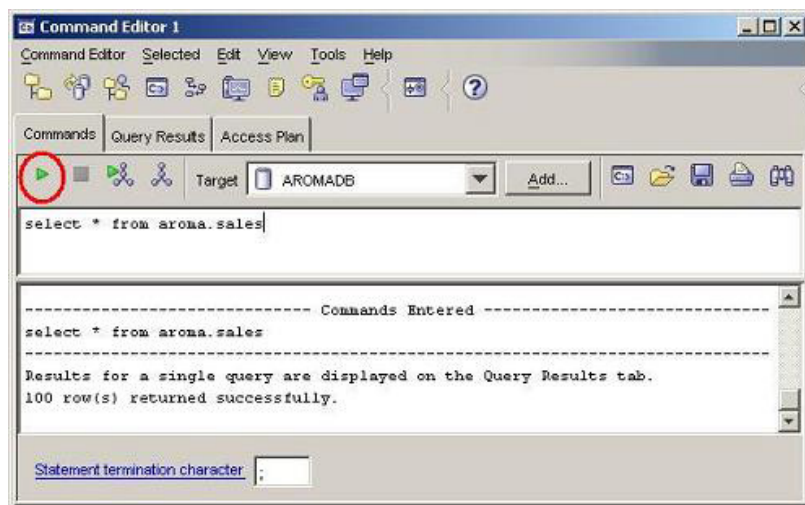 Command Editor 1
Command Editor Selected Edit View Tools Help
Commands Query Results Access Plan
Target AROMADB Add...
select * from aroma.sales
------------------------------ Commands Entered ------------------------------
select * from aroma.sales
------------------------------------------------------------------------------
Results for a single query are displayed on the Query Results tab.
100 row(s) returned successfully.
Statement termination character ;